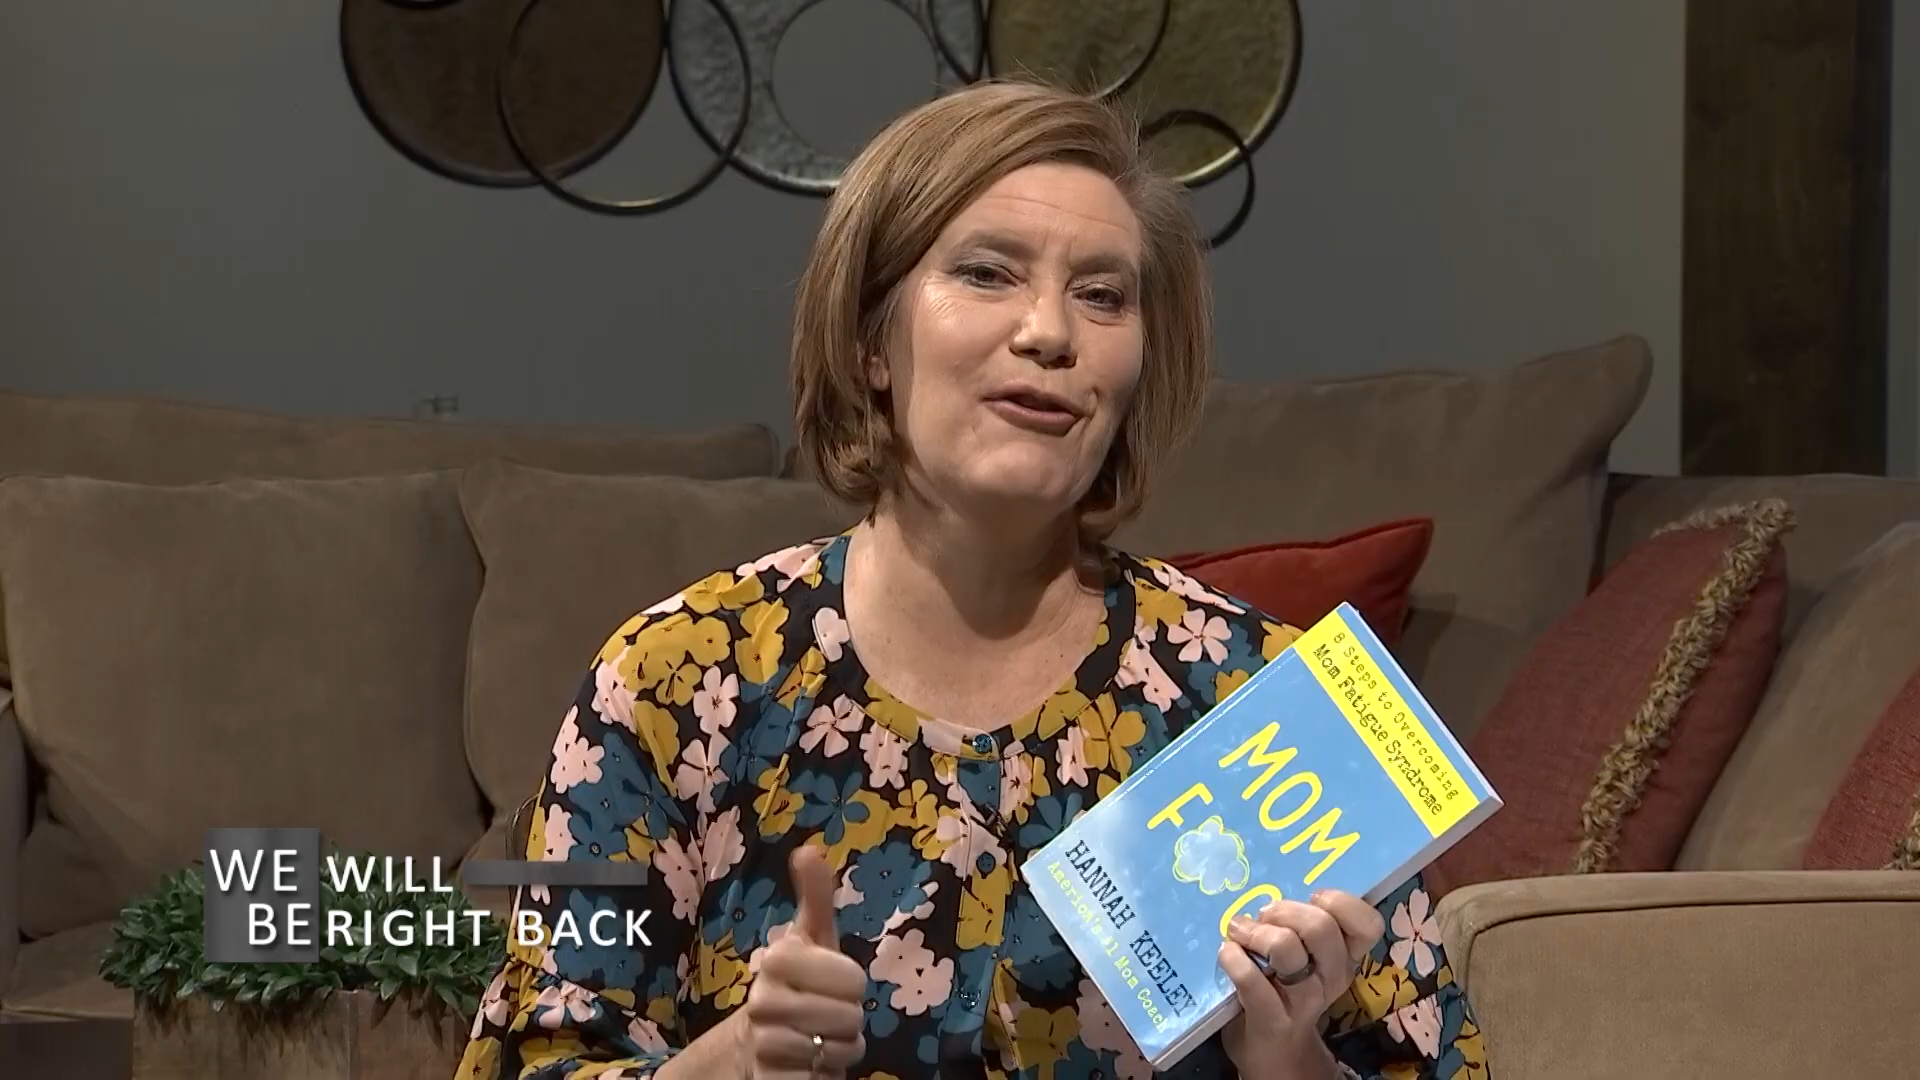 8 Steps to Overcoming
Mom Fatigue Syndrome
MOM
FOG
HANNAH KEELEY
America's #1 Mom Coach
WE WILL
BE RIGHT BACK